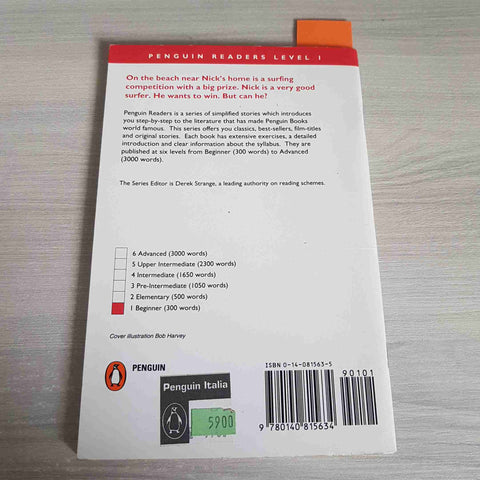 PENGUIN READERS LEVEL 1
On the beach near Nick's home is a surfing
competition with a big prize. Nick is a very good
surfer. He wants to win. But can he?
Penguin Readers is a series of simplified stories which introduces
you step-by-step to the literature that has made Penguin Books
world famous. This series offers you classics, best-sellers, film-titles
and original stories. Each book has extensive exercises, a detailed
introduction and clear information about the syllabus. They are
published at six levels from Beginner (300 words) to Advanced
(3000 words).
The Series Editor is Derek Strange, a leading authority on reading schemes.
6 Advanced (3000 words)
5 Upper Intermediate (2300 words)
4 Intermediate (1650 words)
3 Pre-Intermediate (1050 words)
2 Elementary (500 words)
1 Beginner (300 words)
Cover illustration Bob Harvey
PENGUIN
Penguin Italia
5900
ISBN 0-14-081563-5
90101
9 780140 815634